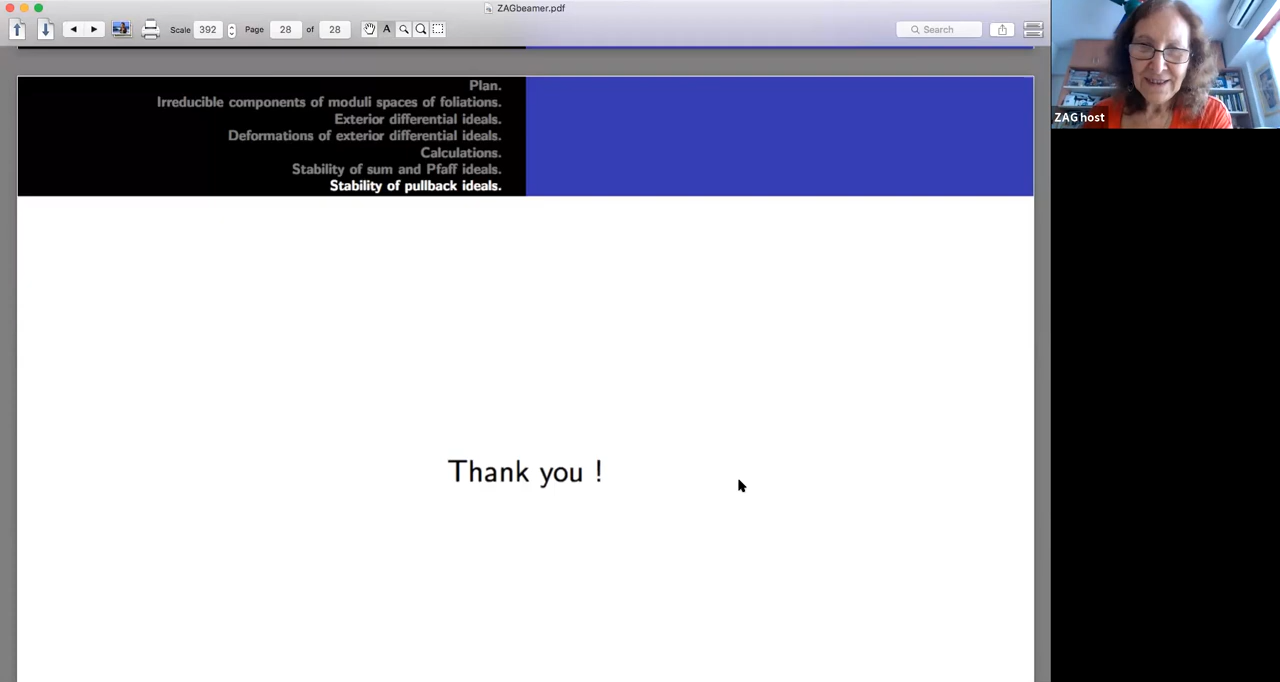 ZAGbeamer.pdf
Scale 392 Page 28 of 28 A Search
Plan.
Irreducible components of moduli spaces of foliations.
Exterior differential ideals.
Deformations of exterior differential ideals.
Calculations.
Stability of sum and Pfaff ideals.
Stability of pullback ideals.
Thank you !
ZAG host